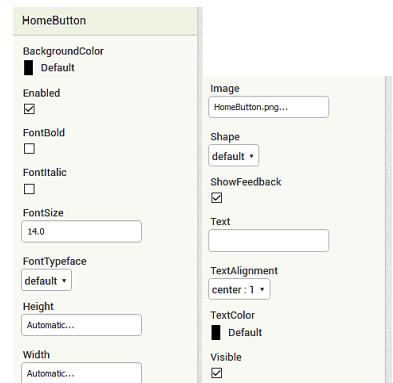 HomeButton
BackgroundColor
Default
Enabled
FontBold
FontItalic
FontSize
14.0
FontTypeface
default
Height
Automatic...
Width
Automatic...
Image
HomeButton.png...
Shape
default
ShowFeedback
Text
TextAlignment
center : 1
TextColor
Default
Visible